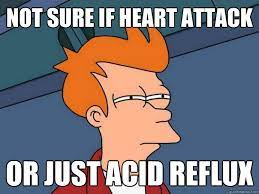 NOT SURE IF HEART ATTACK
OR JUST ACID REFLUX